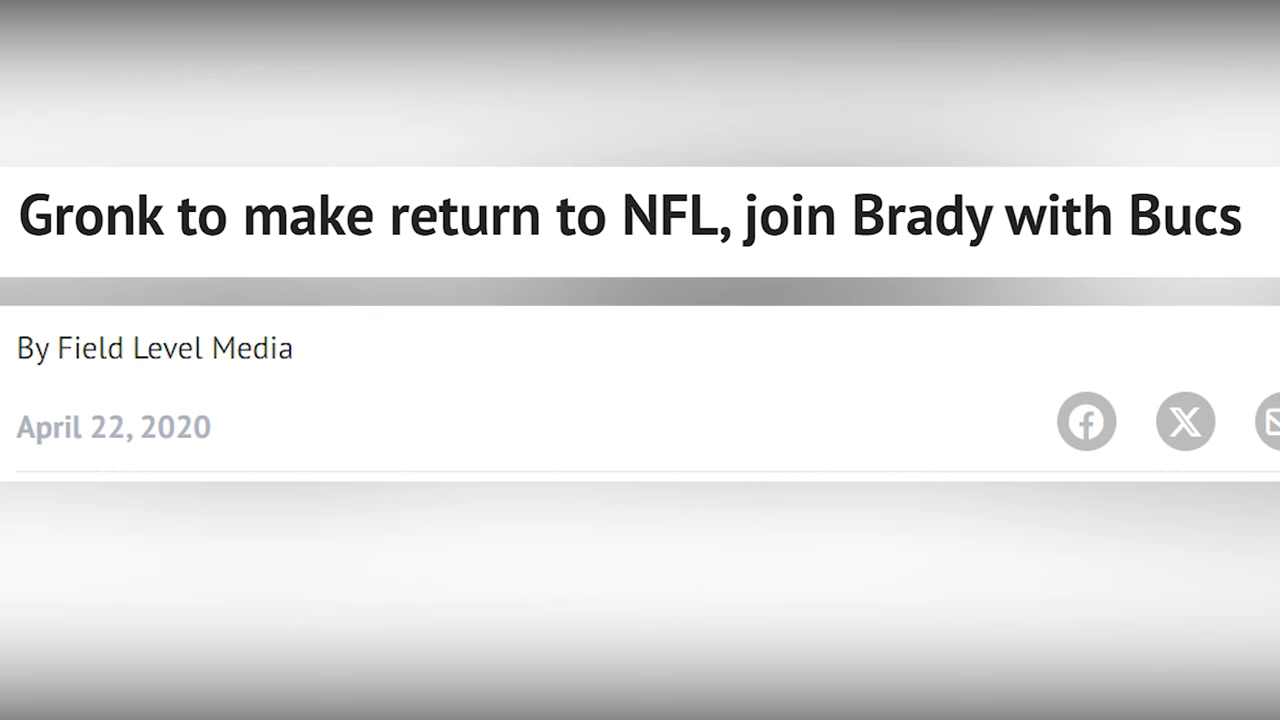 Gronk to make return to NFL, join Brady with Bucs
By Field Level Media
April 22, 2020